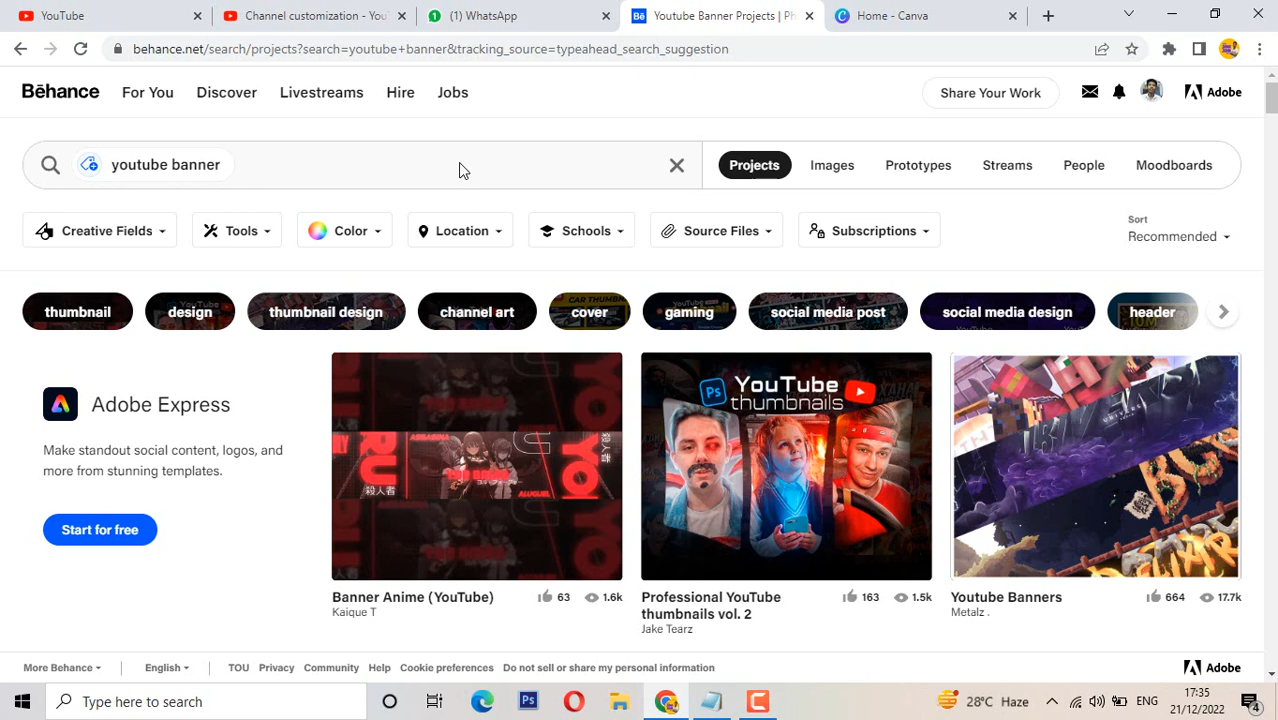 YouTube
Channel customization - You
(1) WhatsApp
Youtube Banner Projects | Ph
Home - Canva
behance.net/search/projects?search=youtube+banner&tracking_source=typeahead_search_suggestion
Bēhance For You Discover Livestreams Hire Jobs Share Your Work Adobe
youtube banner Projects Images Prototypes Streams People Moodboards
Creative Fields Tools Color Location Schools Source Files Subscriptions
Sort
Recommended
thumbnail design thumbnail design channel art cover gaming social media post social media design header
Adobe Express
Make standout social content, logos, and
more from stunning templates.
Start for free
Ps YouTube
thumbnails
Banner Anime (YouTube) 63 1.6k
Kaique T
Professional YouTube 163 1.5k
thumbnails vol. 2
Jake Tearz
Youtube Banners 664 17.7k
Metalz .
More Behance English TOU Privacy Community Help Cookie preferences Do not sell or share my personal information Adobe
Type here to search
28°C Haze
ENG
17:35
21/12/2022
4